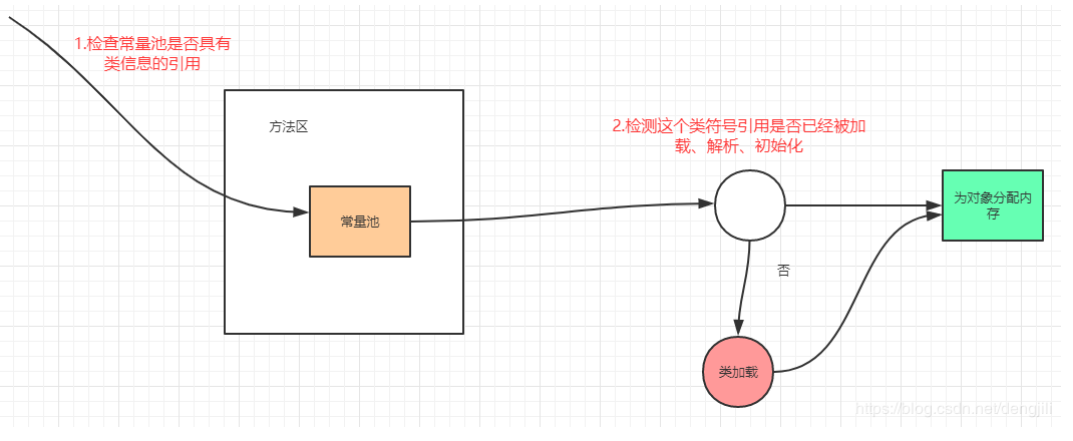 1.检查常量池是否具有
类信息的引用
方法区
常量池
2.检测这个类符号引用是否已经被加
载、解析、初始化
为对象分配内
存
否
类加载
https://blog.csdn.net/dengjili